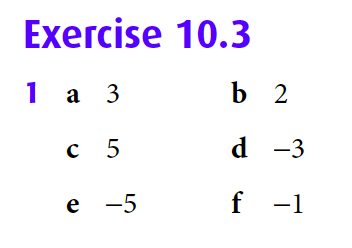 Exercise 10.3
1 a 3 b 2
c 5 d −3
e −5 f −1